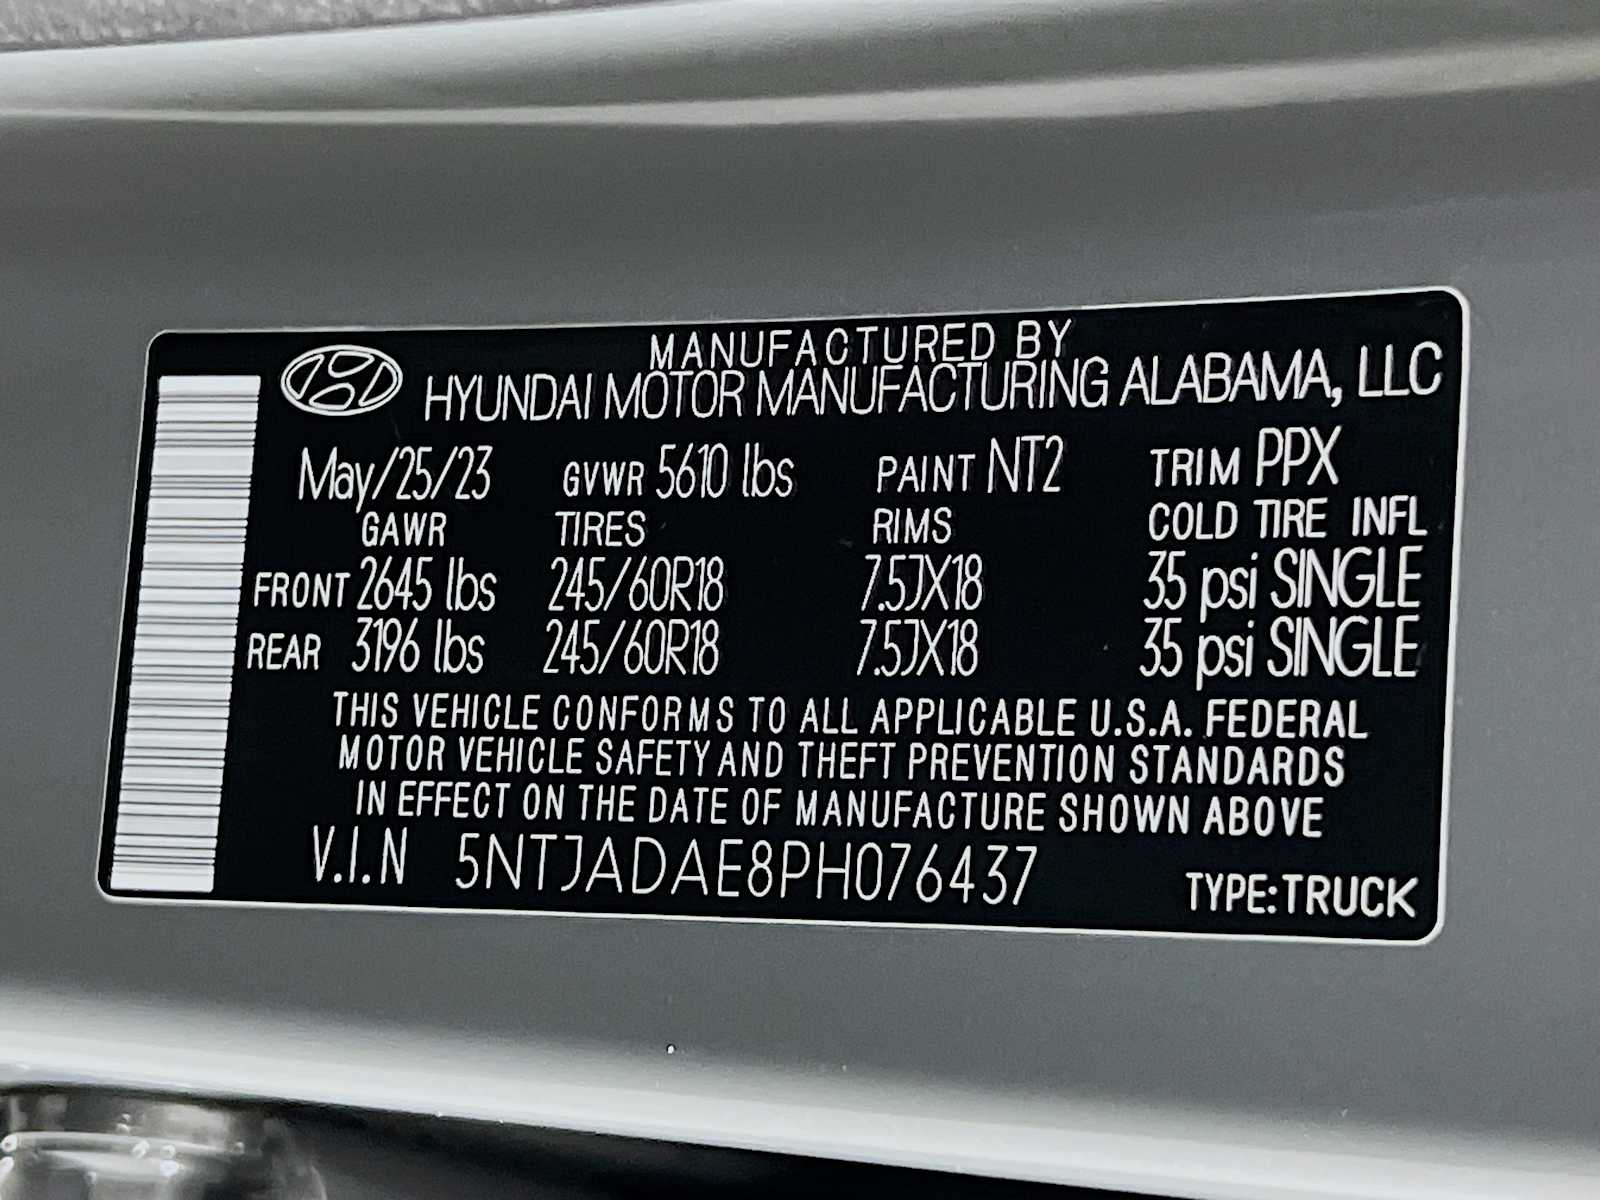 MANUFACTURED BY
HYUNDAI MOTOR MANUFACTURING ALABAMA, LLC
May/25/23 GVWR 5610 lbs PAINT NT2 TRIM PPX
GAWR TIRES RIMS COLD TIRE INFL
FRONT 2645 lbs 245/60R18 7.5JX18 35 psi SINGLE
REAR 3196 lbs 245/60R18 7.5JX18 35 psi SINGLE
THIS VEHICLE CONFORMS TO ALL APPLICABLE U.S.A. FEDERAL
MOTOR VEHICLE SAFETY AND THEFT PREVENTION STANDARDS
IN EFFECT ON THE DATE OF MANUFACTURE SHOWN ABOVE
V.I.N 5NTJADAE8PH076437 TYPE:TRUCK